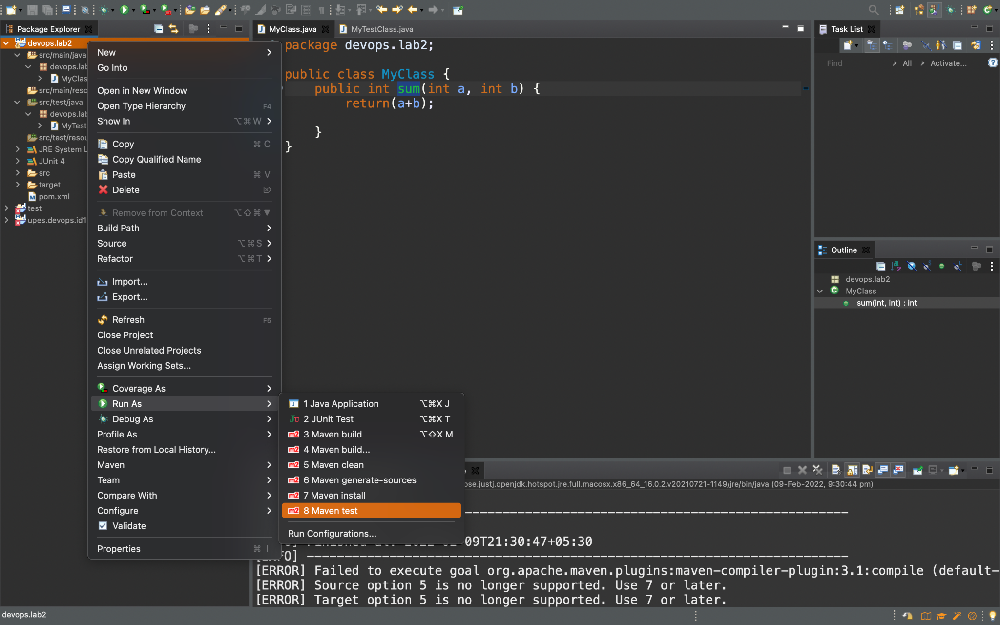 Package Explorer
MyClass.java
MyTestClass.java
Task List
devops.lab2
src/main/java
devops.lab
MyClas
src/main/reso
src/test/java
devops.lab
MyTest
src/test/resou
JRE System L
JUnit 4
src
target
pom.xml
test
upes.devops.id1
New
Go Into
Open in New Window
Open Type Hierarchy F4
Show In ⌥⌘W
Copy ⌘C
Copy Qualified Name
Paste ⌘V
Delete ⌦
Remove from Context ⌥⇧⌘▼
Build Path
Source ⌥⌘S
Refactor ⌥⌘T
Import...
Export...
Refresh F5
Close Project
Close Unrelated Projects
Assign Working Sets...
Coverage As
Run As
Debug As
Profile As
Restore from Local History...
Maven
Team
Compare With
Configure
Validate
Properties ⌘I
1 Java Application ⌥⌘X J
2 JUnit Test ⌥⌘X T
3 Maven build ⌥⇧X M
4 Maven build...
5 Maven clean
6 Maven generate-sources
7 Maven install
8 Maven test
Run Configurations...
package devops.lab2;
public class MyClass {
public int sum(int a, int b) {
return(a+b);
}
}
Find
All
Activate...
Outline
devops.lab2
MyClass
sum(int, int) : int
ose.justj.openjdk.hotspot.jre.full.macosx.x86_64_16.0.2.v20210721-1149/jre/bin/java (09-Feb-2022, 9:30:44 pm)
09T21:30:47+05:30
[ERROR] Failed to execute goal org.apache.maven.plugins:maven-compiler-plugin:3.1:compile (default-
[ERROR] Source option 5 is no longer supported. Use 7 or later.
[ERROR] Target option 5 is no longer supported. Use 7 or later.
devops.lab2